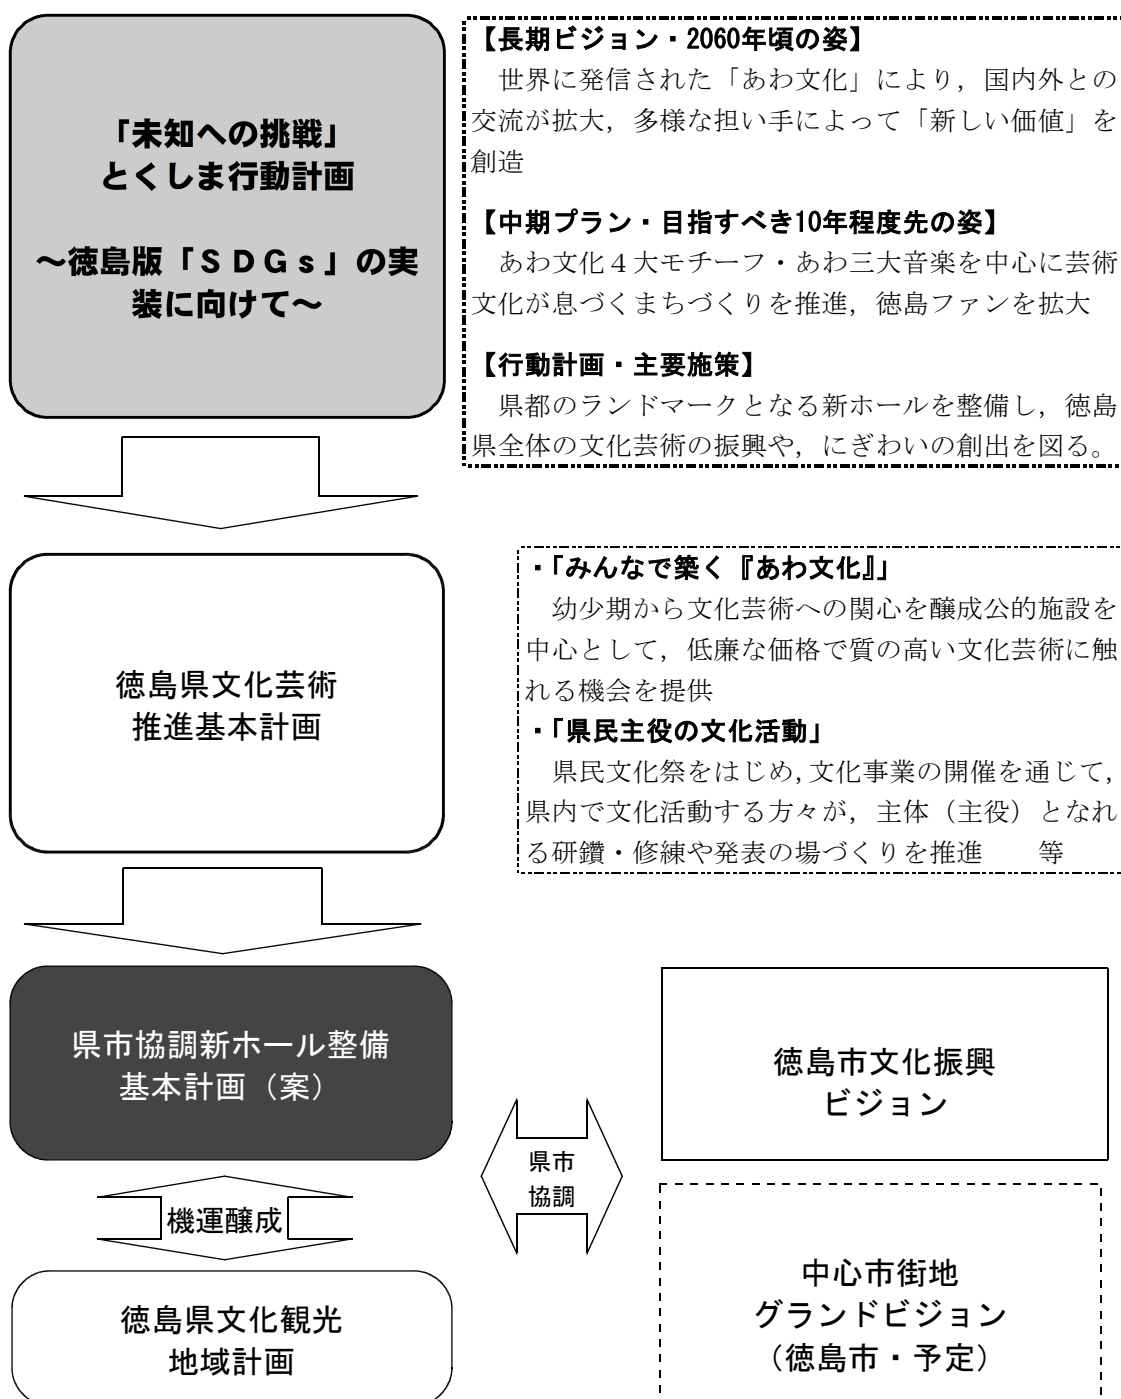 「未知への挑戦」
とくしま行動計画
～徳島版「ＳＤＧｓ」の実
装に向けて～
【長期ビジョン・2060年頃の姿】
世界に発信された「あわ文化」により，国内外との
交流が拡大，多様な担い手によって「新しい価値」を
創造
【中期プラン・目指すべき10年程度先の姿】
あわ文化４大モチーフ・あわ三大音楽を中心に芸術
文化が息づくまちづくりを推進，徳島ファンを拡大
【行動計画・主要施策】
県都のランドマークとなる新ホールを整備し，徳島
県全体の文化芸術の振興や，にぎわいの創出を図る。
徳島県文化芸術
推進基本計画
・「みんなで築く『あわ文化』」
幼少期から文化芸術への関心を醸成公的施設を
中心として，低廉な価格で質の高い文化芸術に触
れる機会を提供
・「県民主役の文化活動」
県民文化祭をはじめ，文化事業の開催を通じて，
県内で文化活動する方々が，主体（主役）となれ
る研鑽・修練や発表の場づくりを推進　　等
県市協調新ホール整備
基本計画（案）
県市
協調
徳島市文化振興
ビジョン
機運醸成
徳島県文化観光
地域計画
中心市街地
グランドビジョン
（徳島市・予定）